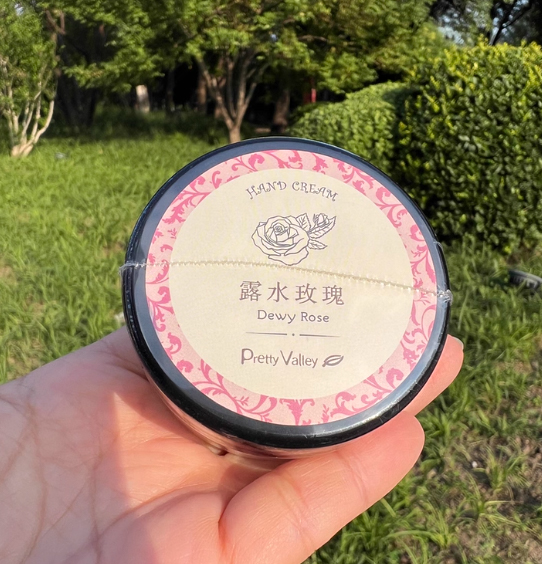 HAND CREAM
露水玫瑰
Dewy Rose
Pretty Valley